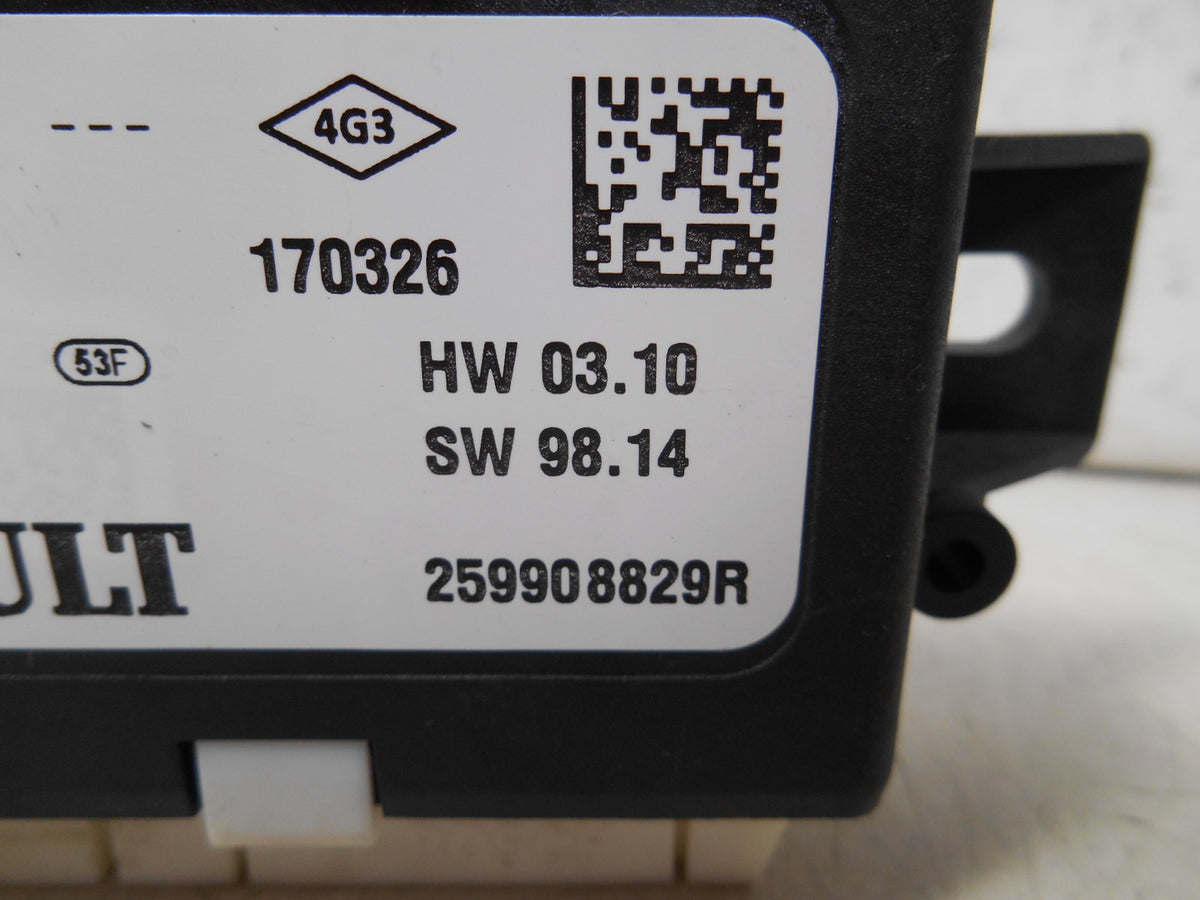 --- 4G3
170326
53F
HW 03.10
SW 98.14
ULT
259908829R